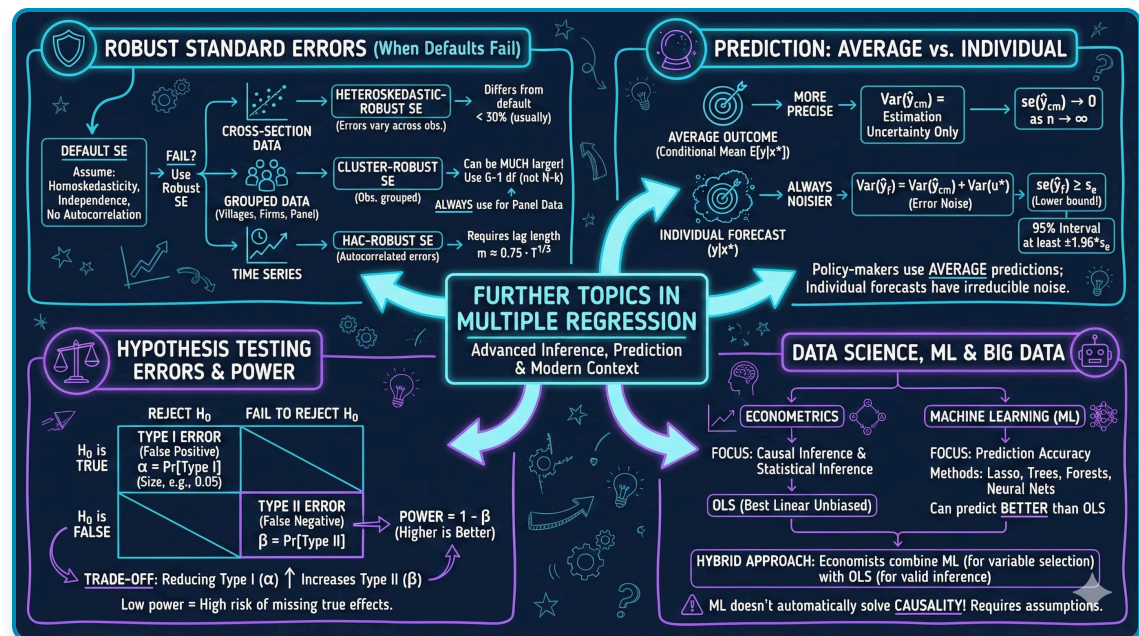 ROBUST STANDARD ERRORS (When Defaults Fail)
DEFAULT SE
Assume:
Homoskedasticity,
Independence,
No Autocorrelation
FAIL?
Use
Robust
SE
CROSS-SECTION
DATA
HETEROSKEDASTIC-
ROBUST SE
(Errors vary across obs.)
Differs from
default
< 30% (usually)
GROUPED DATA
(Villages, Firms, Panel)
CLUSTER-ROBUST
SE
(Obs. grouped)
Can be MUCH larger!
Use G-1 df (not N-k)
ALWAYS use for Panel Data
TIME SERIES
HAC-ROBUST SE
(Autocorrelated errors)
Requires lag length
m ≈ 0.75 · T^1/3
PREDICTION: AVERAGE vs. INDIVIDUAL
AVERAGE OUTCOME
(Conditional Mean E[y|x*])
MORE
PRECISE
Var(ŷcm) =
Estimation
Uncertainty Only
se(ŷcm) → 0
as n → ∞
INDIVIDUAL FORECAST
(y|x*)
ALWAYS
NOISIER
Var(ŷf) = Var(ŷcm) + Var(u*)
(Error Noise)
se(ŷf) ≥ se
(Lower bound!)
95% Interval
at least ±1.96*se
Policy-makers use AVERAGE predictions;
Individual forecasts have irreducible noise.
FURTHER TOPICS IN
MULTIPLE REGRESSION
Advanced Inference, Prediction
& Modern Context
HYPOTHESIS TESTING
ERRORS & POWER
REJECT H₀
FAIL TO REJECT H₀
H₀ is
TRUE
TYPE I ERROR
(False Positive)
α = Pr[Type I]
(Size, e.g., 0.05)
H₀ is
FALSE
TYPE II ERROR
(False Negative)
β = Pr[Type II]
POWER = 1 - β
(Higher is Better)
TRADE-OFF: Reducing Type I (α) ↑ Increases Type II (β)
Low power = High risk of missing true effects.
DATA SCIENCE, ML & BIG DATA
ECONOMETRICS
FOCUS: Causal Inference &
Statistical Inference
OLS (Best Linear Unbiased)
MACHINE LEARNING (ML)
FOCUS: Prediction Accuracy
Methods: Lasso, Trees, Forests,
Neural Nets
Can predict BETTER than OLS
HYBRID APPROACH: Economists combine ML (for variable selection)
with OLS (for valid inference)
ML doesn't automatically solve CAUSALITY! Requires assumptions.